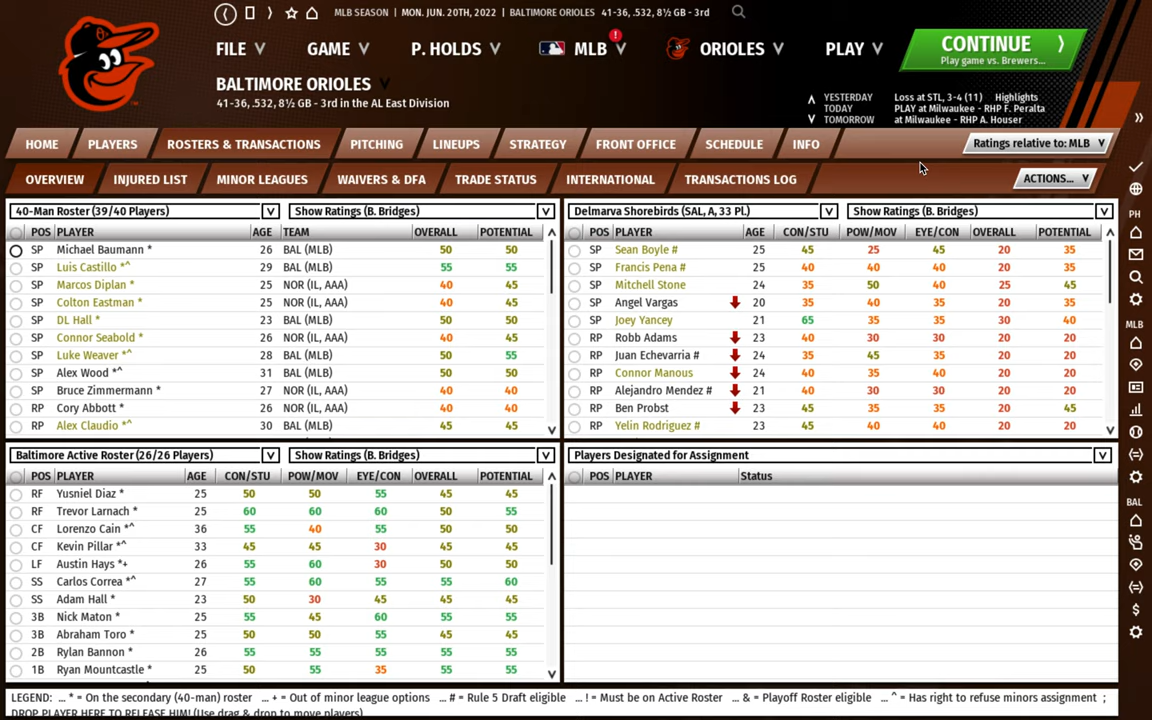 MLB SEASON | MON. JUN. 20TH, 2022 | BALTIMORE ORIOLES 41-36, .532, 8½ GB - 3rd
FILE GAME P. HOLDS MLB ! ORIOLES PLAY
CONTINUE
Play game vs. Brewers...
BALTIMORE ORIOLES
41-36, .532, 8½ GB - 3rd in the AL East Division
YESTERDAY Loss at STL, 3-4 (11) Highlights
TODAY PLAY at Milwaukee - RHP F. Peralta
TOMORROW at Milwaukee - RHP A. Houser
HOME PLAYERS ROSTERS & TRANSACTIONS PITCHING LINEUPS STRATEGY FRONT OFFICE SCHEDULE INFO Ratings relative to: MLB
OVERVIEW INJURED LIST MINOR LEAGUES WAIVERS & DFA TRADE STATUS INTERNATIONAL TRANSACTIONS LOG ACTIONS...
40-Man Roster (39/40 Players) Show Ratings (B. Bridges)
POS PLAYER AGE TEAM OVERALL POTENTIAL
SP Michael Baumann * 26 BAL (MLB) 50 50
SP Luis Castillo *^ 29 BAL (MLB) 55 55
SP Marcos Diplan * 25 NOR (IL, AAA) 40 45
SP Colton Eastman * 25 NOR (IL, AAA) 40 45
SP DL Hall * 23 BAL (MLB) 50 50
SP Connor Seabold * 26 NOR (IL, AAA) 40 45
SP Luke Weaver *^ 28 BAL (MLB) 50 55
SP Alex Wood *^ 31 BAL (MLB) 50 50
SP Bruce Zimmermann * 27 NOR (IL, AAA) 40 40
RP Cory Abbott * 26 NOR (IL, AAA) 40 40
RP Alex Claudio *^ 30 BAL (MLB) 45 45
Delmarva Shorebirds (SAL, A, 33 Pl.) Show Ratings (B. Bridges)
POS PLAYER AGE CON/STU POW/MOV EYE/CON OVERALL POTENTIAL
SP Sean Boyle # 25 45 25 45 20 35
SP Francis Pena # 25 40 40 40 20 35
SP Mitchell Stone 24 35 50 40 25 45
SP Angel Vargas 20 35 40 35 20 35
SP Joey Yancey 21 65 35 35 30 40
RP Robb Adams 25 40 30 30 20 20
RP Juan Echevarria # 24 35 45 35 20 20
RP Connor Manous 24 40 35 40 20 20
RP Alejandro Mendez # 21 40 30 30 20 20
RP Ben Probst 23 45 35 35 20 45
RP Yelin Rodriguez # 23 45 40 40 20 20
Baltimore Active Roster (26/26 Players) Show Ratings (B. Bridges)
POS PLAYER AGE CON/STU POW/MOV EYE/CON OVERALL POTENTIAL
RF Yusniel Diaz * 25 50 50 55 45 45
RF Trevor Larnach * 25 60 60 60 50 55
CF Lorenzo Cain *^ 36 55 40 55 50 50
CF Kevin Pillar *^ 33 45 45 30 45 45
LF Austin Hays *+ 26 55 60 30 50 50
SS Carlos Correa *^ 27 55 60 55 55 60
SS Adam Hall * 23 50 30 45 45 45
3B Nick Maton * 25 55 45 60 55 55
3B Abraham Toro * 25 50 50 55 45 45
2B Rylan Bannon * 26 55 55 55 55 55
1B Ryan Mountcastle * 25 50 55 35 55 55
Players Designated for Assignment
POS PLAYER Status
PH
MLB
BAL
LEGEND: ... * = On the secondary (40-man) roster ... + = Out of minor league options ... # = Rule 5 Draft eligible ... ! = Must be on Active Roster ... & = Playoff Roster eligible ... ^ = Has right to refuse minors assignment ;
DROP PLAYER HERE TO RELEASE HIM! (Use drag & drop to move players)